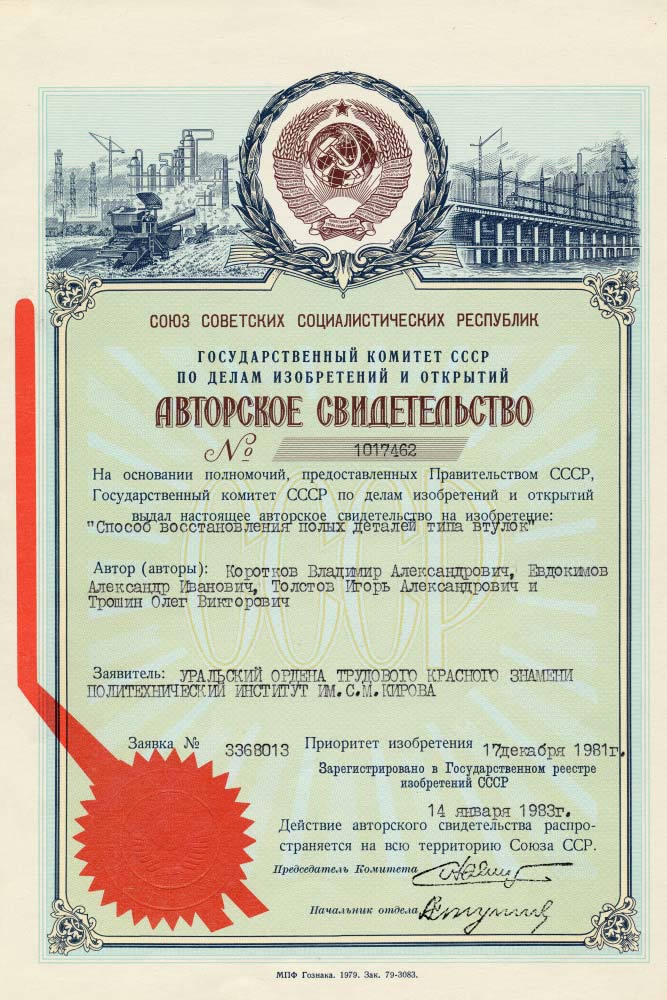 СОЮЗ СОВЕТСКИХ СОЦИАЛИСТИЧЕСКИХ РЕСПУБЛИК
ГОСУДАРСТВЕННЫЙ КОМИТЕТ СССР
ПО ДЕЛАМ ИЗОБРЕТЕНИЙ И ОТКРЫТИЙ
АВТОРСКОЕ СВИДЕТЕЛЬСТВО
№ 1017462
На основании полномочий, предоставленных Правительством СССР,
Государственный комитет СССР по делам изобретений и открытий
выдал настоящее авторское свидетельство на изобретение:
"Способ восстановления полых деталей типа втулок"
Автор (авторы): Коротков Владимир Александрович, Евдокимов
Александр Иванович, Толстов Игорь Александрович и
Трошин Олег Викторович
СССР
Заявитель: УРАЛЬСКИЙ ОРДЕНА ТРУДОВОГО КРАСНОГО ЗНАМЕНИ
ПОЛИТЕХНИЧЕСКИЙ ИНСТИТУТ ИМ.С.М.КИРОВА
Заявка № 3368013 Приоритет изобретения 17декабря 1981г.
Зарегистрировано в Государственном реестре
изобретений СССР
14 января 1983г.
Действие авторского свидетельства распро-
страняется на всю территорию Союза ССР.
Председатель Комитета
Начальник отдела
МПФ Гознака. 1979. Зак. 79-3083.